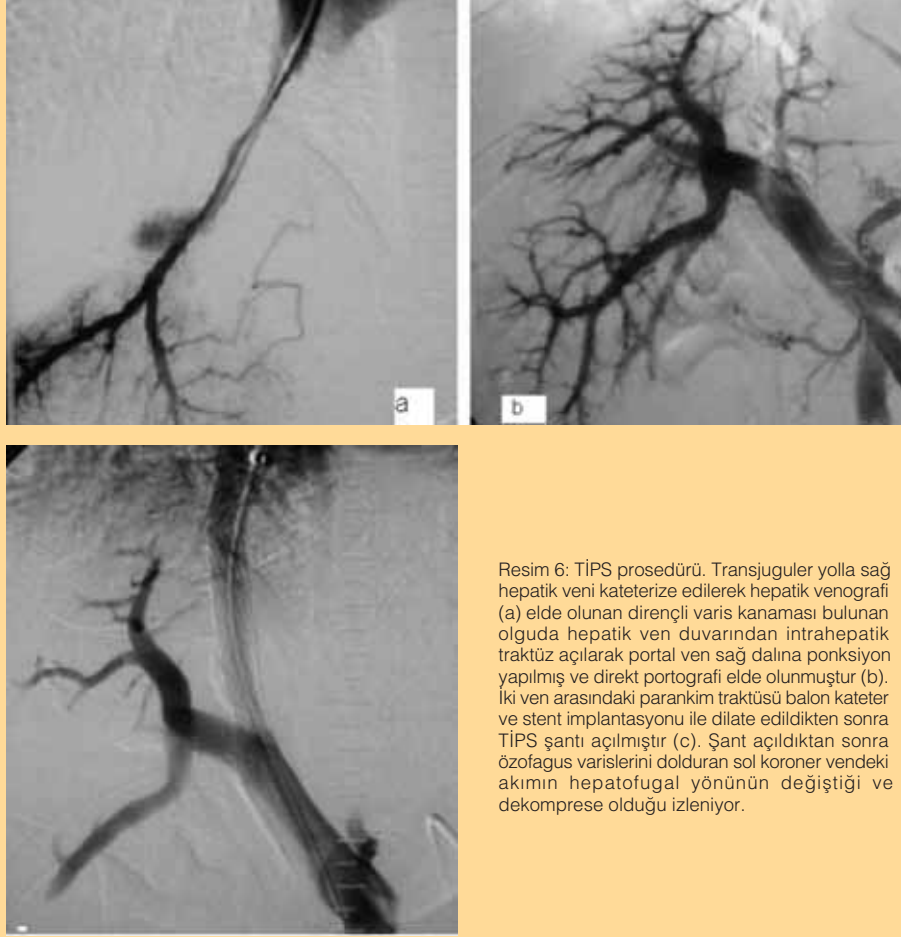 a
b
Resim 6: TİPS prosedürü. Transjuguler yolla sağ
hepatik veni kateterize edilerek hepatik venografi
(a) elde olunan dirençli varis kanaması bulunan
olguda hepatik ven duvarından intrahepatik
traktüz açılarak portal ven sağ dalına ponksiyon
yapılmış ve direkt portografi elde olunmuştur (b).
İki ven arasındaki parankim traktüsü balon kateter
ve stent implantasyonu ile dilate edildikten sonra
TİPS şantı açılmıştır (c). Şant açıldıktan sonra
özofagus varislerini dolduran sol koroner vendeki
akımın hepatofugal yönünün değiştiği ve
dekomprese olduğu izleniyor.